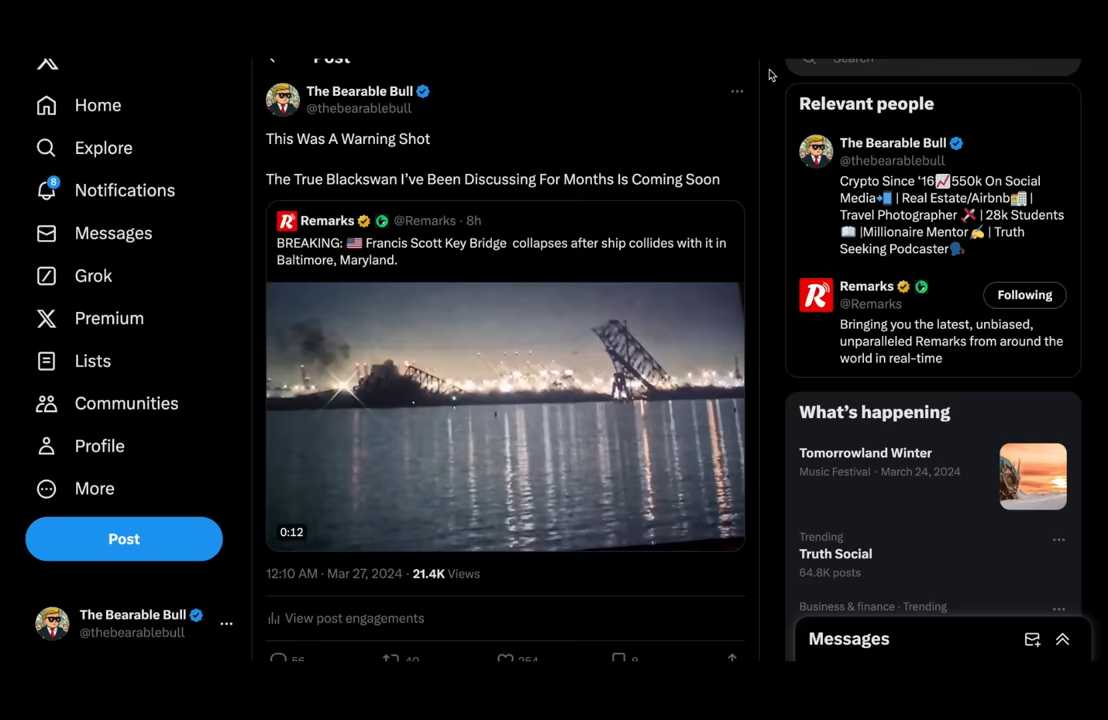 Home
Explore
8
Notifications
Messages
Grok
Premium
Lists
Communities
Profile
More
Post
The Bearable Bull
@thebearablebull
Post
The Bearable Bull
@thebearablebull
This Was A Warning Shot
The True Blackswan I've Been Discussing For Months Is Coming Soon
R Remarks @Remarks · 8h
BREAKING: 🇺🇸 Francis Scott Key Bridge collapses after ship collides with it in
Baltimore, Maryland.
0:12
12:10 AM · Mar 27, 2024 · 21.4K Views
View post engagements
56 40 254 9
Search
Relevant people
The Bearable Bull
@thebearablebull
Crypto Since ‘16📈550k On Social
Media📲 | Real Estate/Airbnb🏨 |
Travel Photographer ✈️ | 28k Students
📖 |Millionaire Mentor✍️ | Truth
Seeking Podcaster🗣️
R
Remarks
@Remarks
Following
Bringing you the latest, unbiased,
unparalleled Remarks from around the
world in real-time
What's happening
Tomorrowland Winter
Music Festival · March 24, 2024
Trending
Truth Social
64.8K posts
Business & finance · Trending
Messages